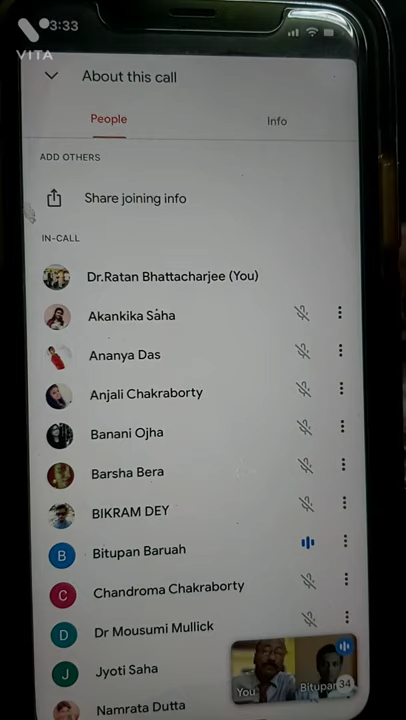 3:33
VITA
About this call
People
Info
ADD OTHERS
Share joining info
IN-CALL
Dr.Ratan Bhattacharjee (You)
Akankika Saha
Ananya Das
Anjali Chakraborty
Banani Ojha
Barsha Bera
BIKRAM DEY
B Bitupan Baruah
C Chandroma Chakraborty
D Dr Mousumi Mullick
J Jyoti Saha
You
Bitupan
34
Namrata Dutta